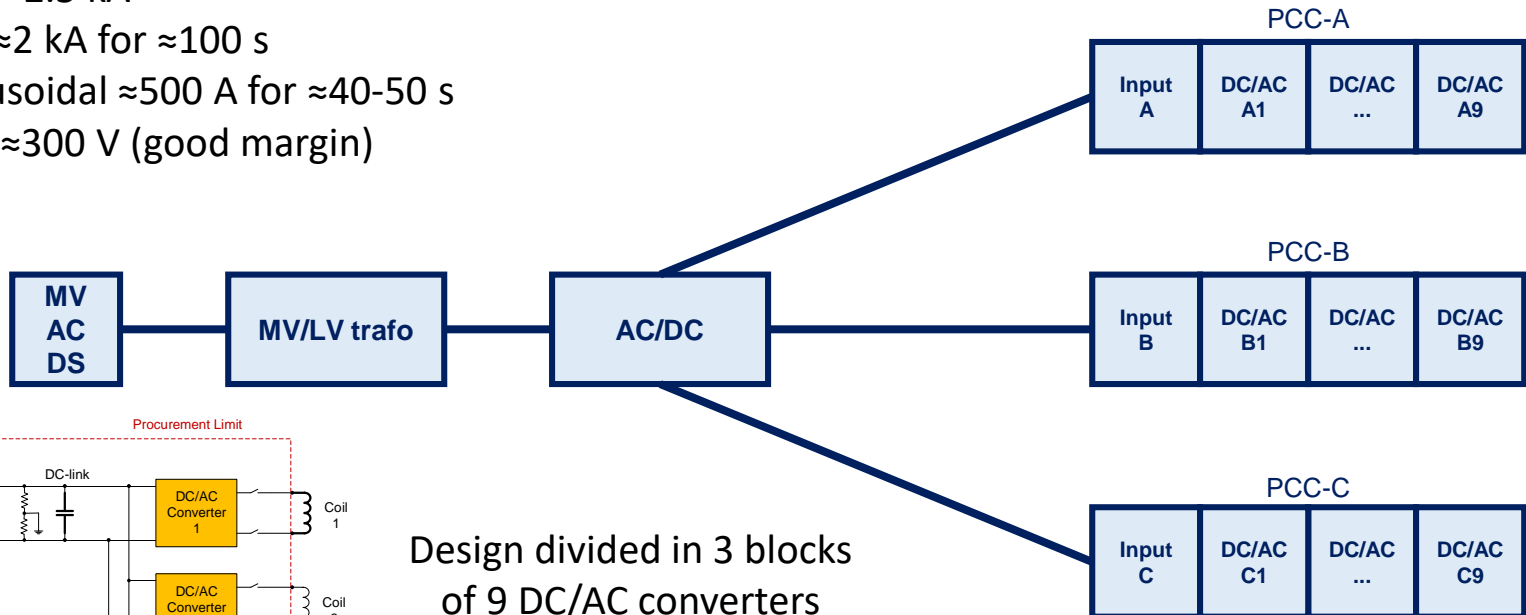 ≈2 kA for ≈100 s
≈500 A for ≈40-50 s
≈300 V (good margin)
PCC-A
Input A
DC/AC A1
DC/AC ...
DC/AC A9
MV AC DS
MV/LV trafo
AC/DC
PCC-B
Input B
DC/AC B1
DC/AC ...
DC/AC B9
Procurement Limit
DC-link
DC/AC
Converter
1
Coil
1
DC/AC
Converter
Coil
Design divided in 3 blocks
of 9 DC/AC converters
PCC-C
Input C
DC/AC C1
DC/AC ...
DC/AC C9